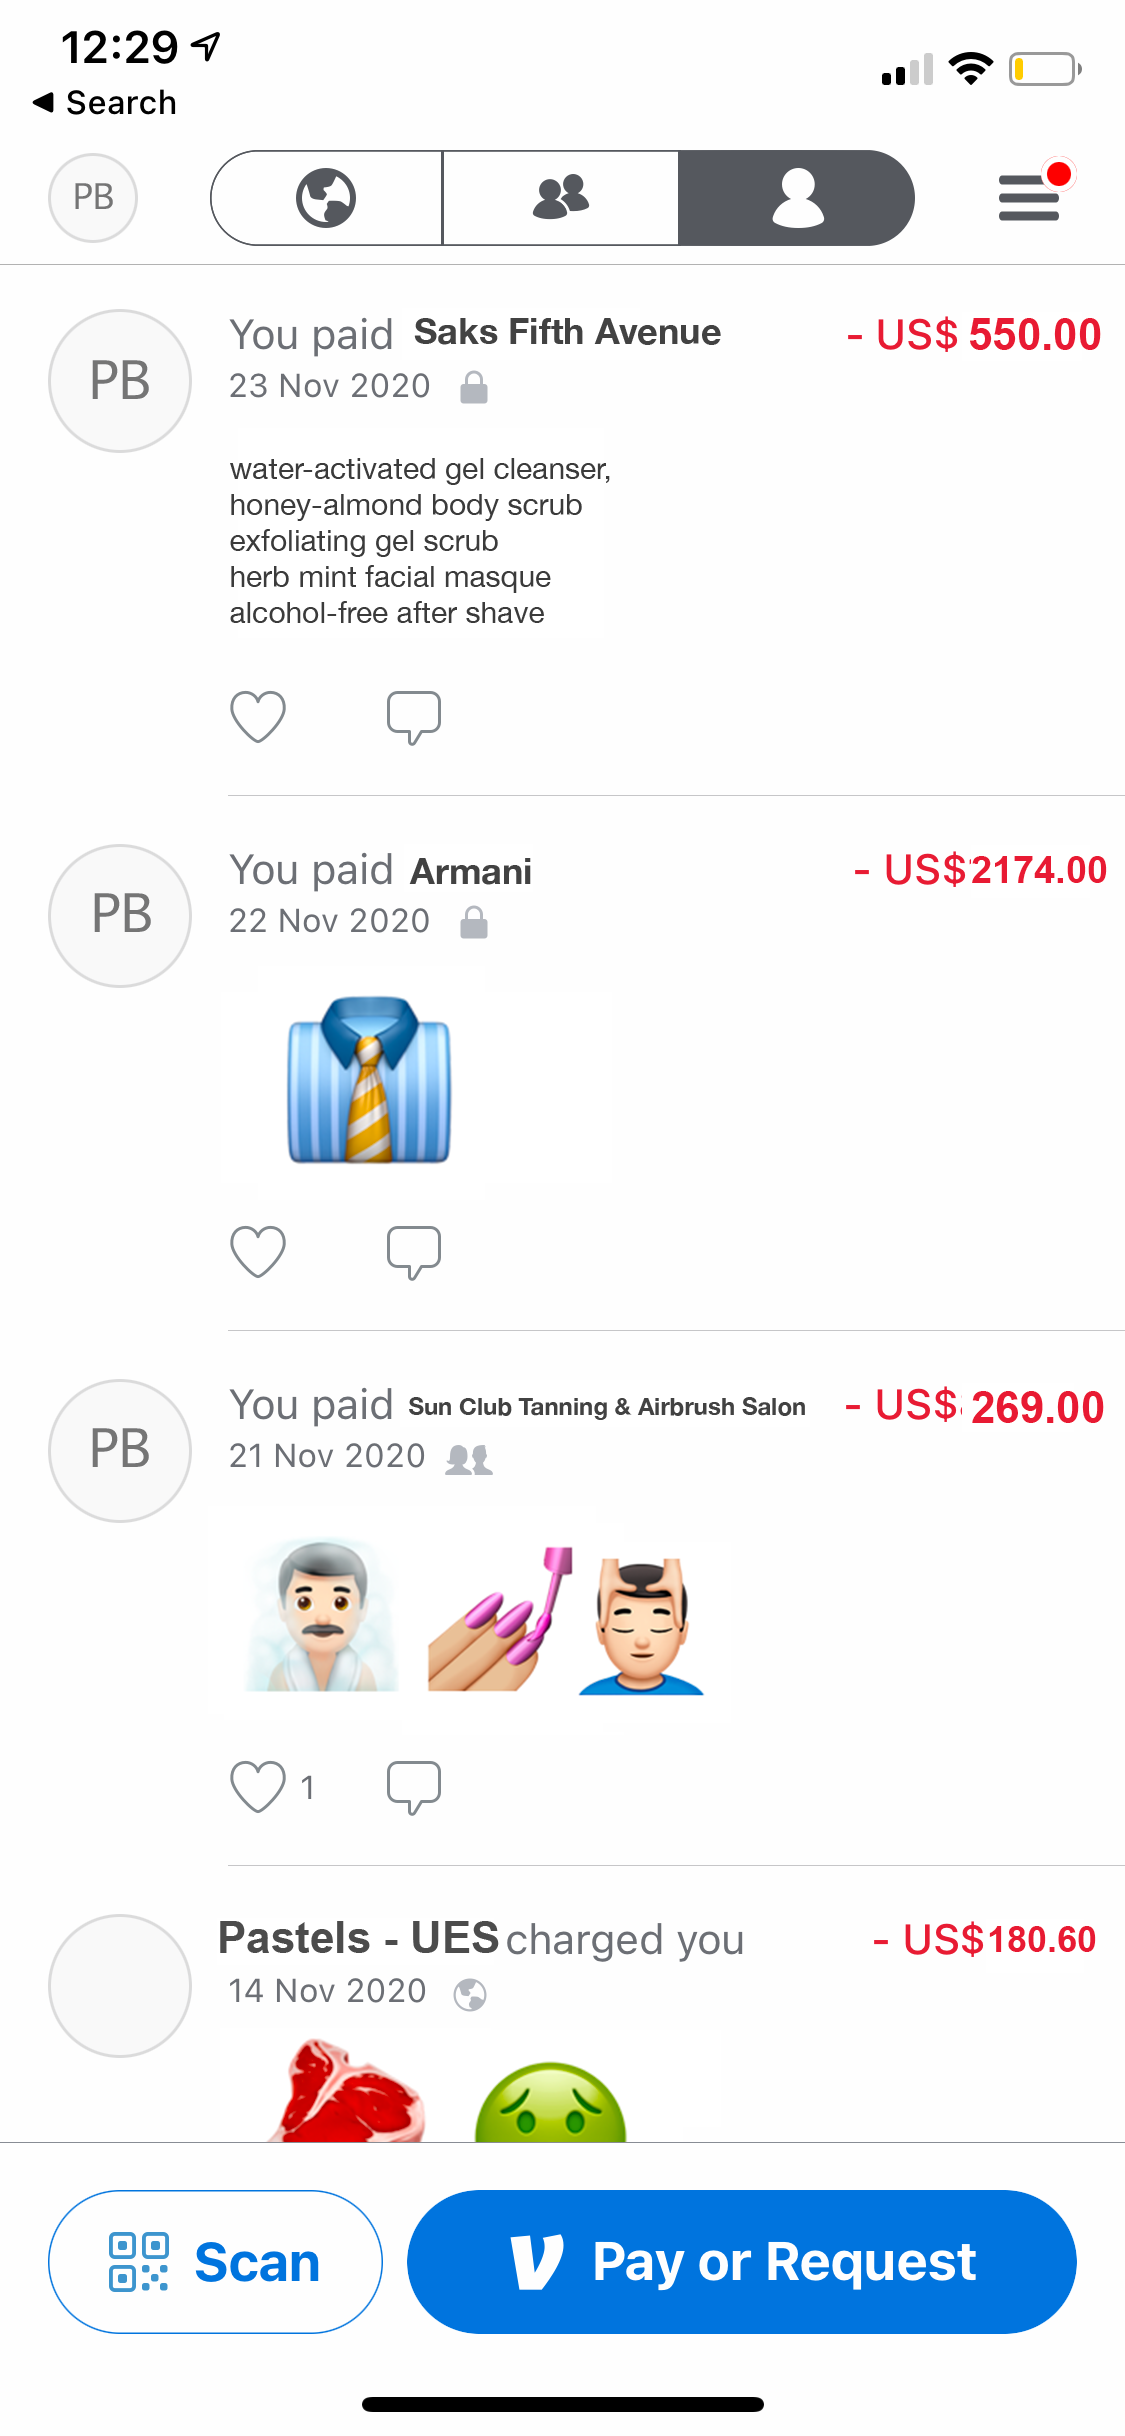 12:29
Search
PB
PB
You paid Saks Fifth Avenue - US$ 550.00
23 Nov 2020
water-activated gel cleanser,
honey-almond body scrub
exfoliating gel scrub
herb mint facial masque
alcohol-free after shave
PB
You paid Armani - US$2174.00
22 Nov 2020
PB
You paid Sun Club Tanning & Airbrush Salon - US$ 269.00
21 Nov 2020
1
Pastels - UES charged you - US$180.60
14 Nov 2020
Scan
Pay or Request